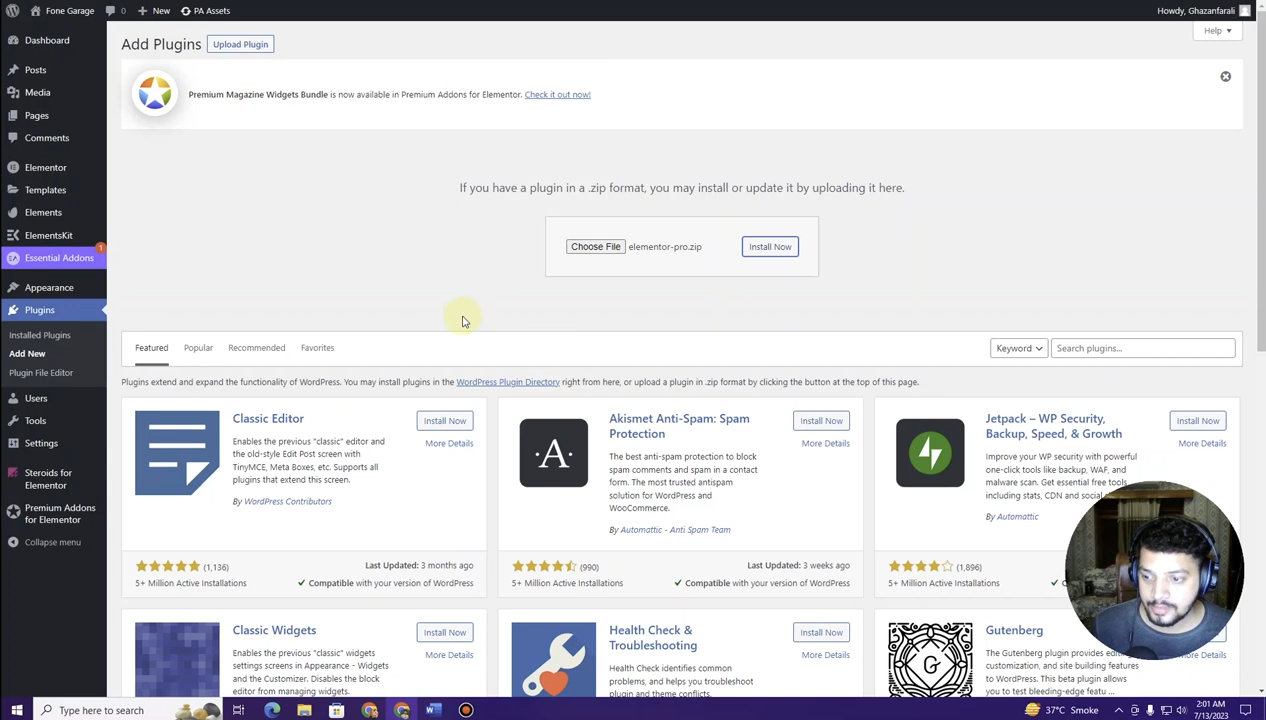 Fone Garage 0 New PA Assets Howdy, Ghazanfarali
Dashboard
Posts
Media
Pages
Comments
Elementor
Templates
Elements
ElementsKit
1
Essential Addons
Appearance
Plugins
Installed Plugins
Add New
Plugin File Editor
Users
Tools
Settings
Steroids for
Elementor
Premium Addons
for Elementor
Collapse menu
Add Plugins Upload Plugin
Help
Premium Magazine Widgets Bundle is now available in Premium Addons for Elementor. Check it out now!
If you have a plugin in a .zip format, you may install or update it by uploading it here.
Choose File elementor-pro.zip Install Now
Featured Popular Recommended Favorites Keyword Search plugins...
Plugins extend and expand the functionality of WordPress. You may install plugins in the WordPress Plugin Directory right from here, or upload a plugin in .zip format by clicking the button at the top of this page.
Classic Editor
Install Now
More Details
Enables the previous "classic" editor and
the old-style Edit Post screen with
TinyMCE, Meta Boxes, etc. Supports all
plugins that extend this screen.
By WordPress Contributors
(1,136)
Last Updated: 3 months ago
5+ Million Active Installations
Compatible with your version of WordPress
A
Akismet Anti-Spam: Spam
Protection
Install Now
More Details
The best anti-spam protection to block
spam comments and spam in a contact
form. The most trusted antispam
solution for WordPress and
WooCommerce.
By Automattic - Anti Spam Team
(990)
Last Updated: 3 weeks ago
5+ Million Active Installations
Compatible with your version of WordPress
Jetpack – WP Security,
Backup, Speed, & Growth
Install Now
More Details
Improve your WP security with powerful
one-click tools like backup, WAF, and
malware scan. Get essential free tools
including stats, CDN and social
By Automattic
(1,896)
5+ Million Active Installations
Classic Widgets
Install Now
More Details
Enables the previous "classic" widgets
settings screens in Appearance - Widgets
and the Customizer. Disables the block
editor from managing widgets.
Health Check &
Troubleshooting
Install Now
More Details
Health Check identifies common
problems, and helps you troubleshoot
plugin and theme conflicts.
G
Gutenberg
More Details
The Gutenberg plugin provides editing,
customization, and site building features
to WordPress. This beta plugin allows
you to test bleeding-edge featu ...
Type here to search
37°C Smoke
2:01 AM
7/13/2023